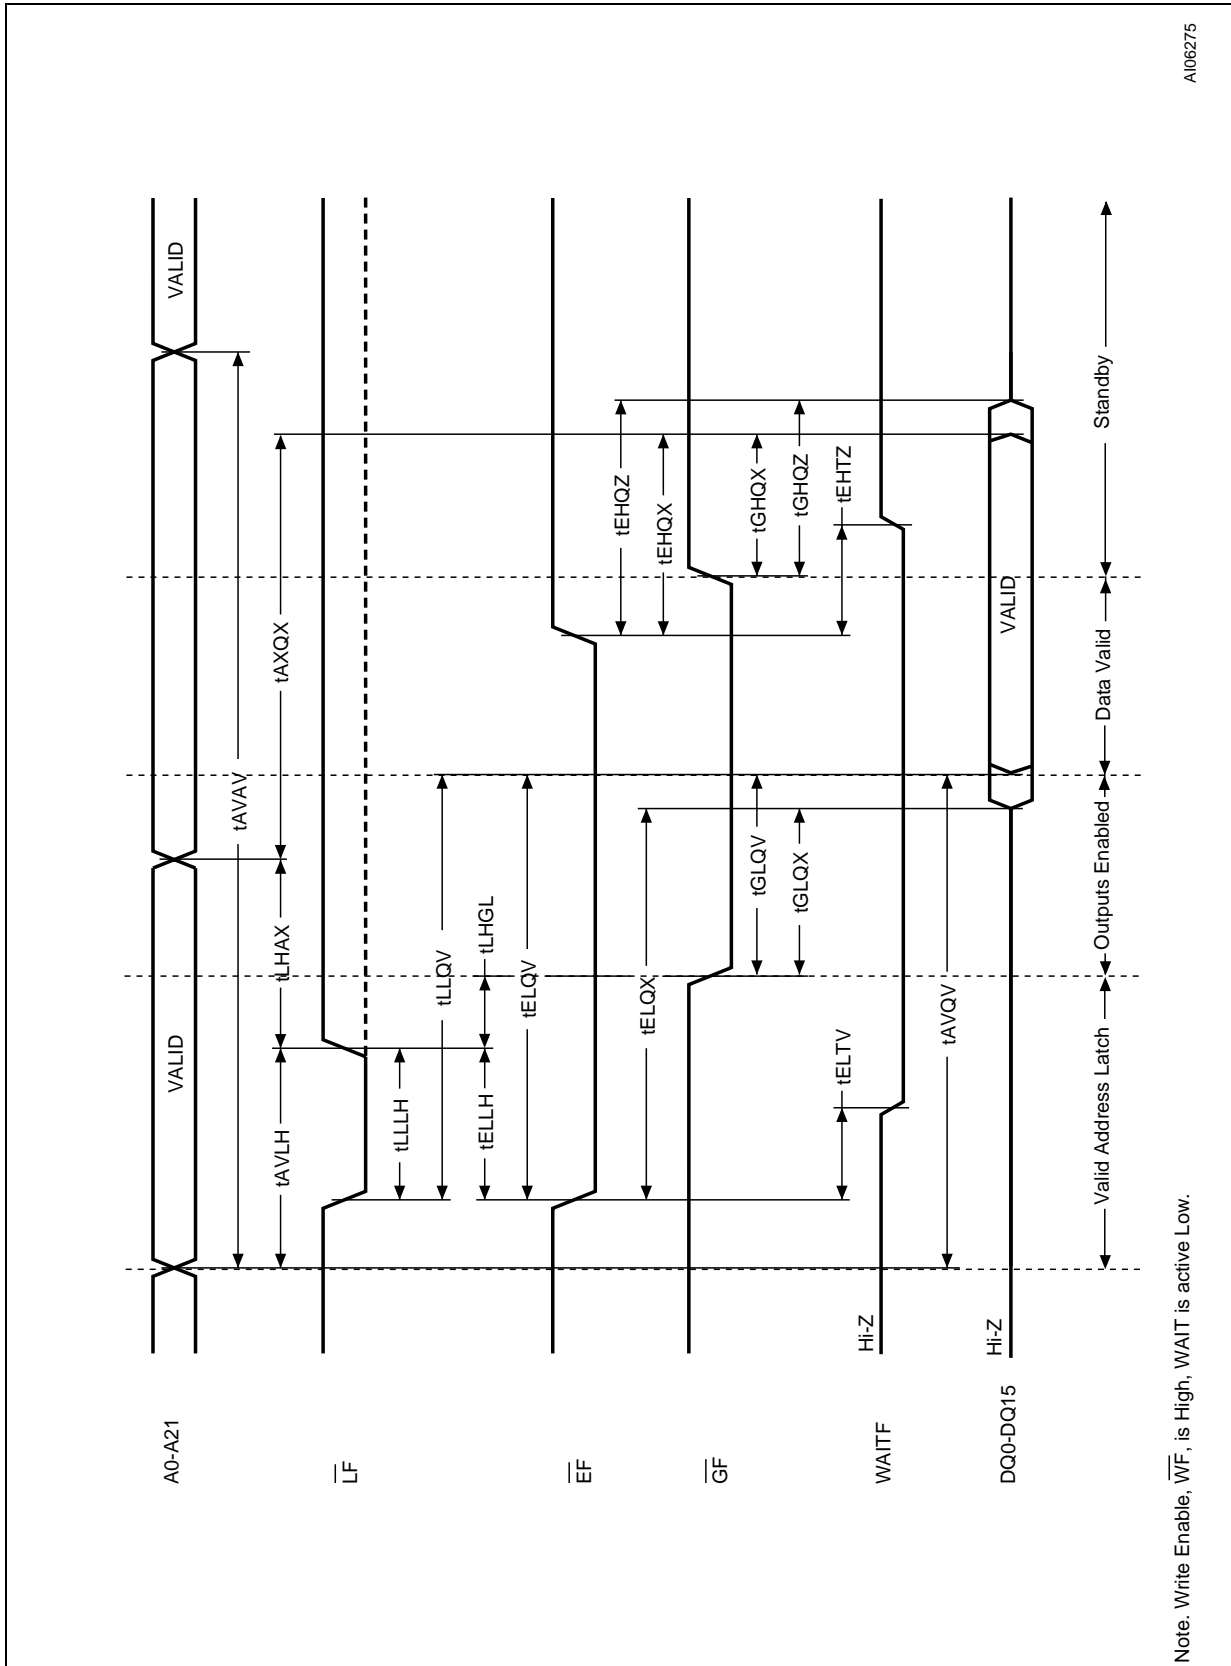 A0-A21
VALID
VALID
tAVAV
tAVLH
tLHAX
tAXQX
LF
tLLLH
tLLQV
tELLH
tLHGL
EF
tELQV
tEHQZ
tELQX
tEHQX
GF
tGLQV
tGHQX
tGLQX
tGHQZ
tELTV
tEHTZ
WAITF
Hi-Z
tAVQV
DQ0-DQ15
Hi-Z
VALID
Valid Address Latch
Outputs Enabled
Data Valid
Standby
Note. Write Enable, WF, is High, WAIT is active Low.
AI06275